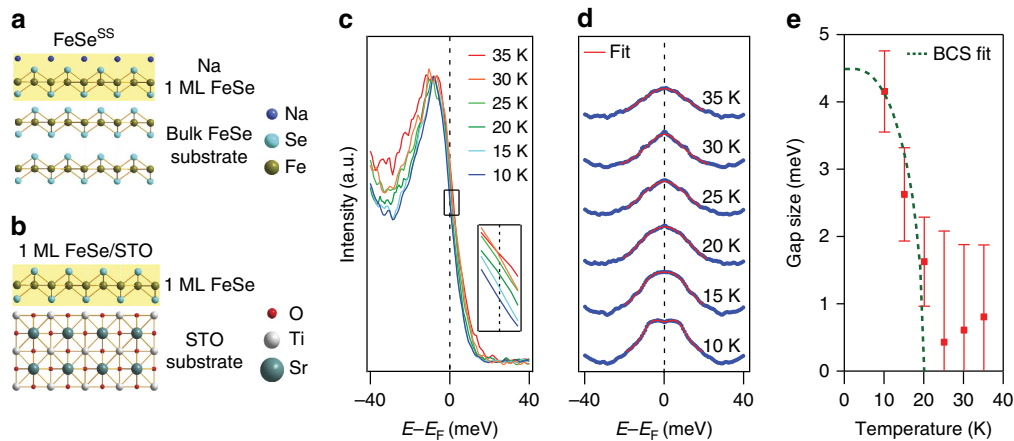 a
FeSe^SS
Na
1 ML FeSe
Bulk FeSe
substrate
Na
Se
Fe
b
1 ML FeSe/STO
1 ML FeSe
STO
substrate
O
Ti
Sr
c
Intensity (a.u.)
35 K
30 K
25 K
20 K
15 K
10 K
–40
0
40
E–E_F (meV)
d
Fit
35 K
30 K
25 K
20 K
15 K
10 K
–40
0
40
E–E_F (meV)
e
BCS fit
Gap size (meV)
5
4
3
2
1
0
0
10
20
30
40
Temperature (K)